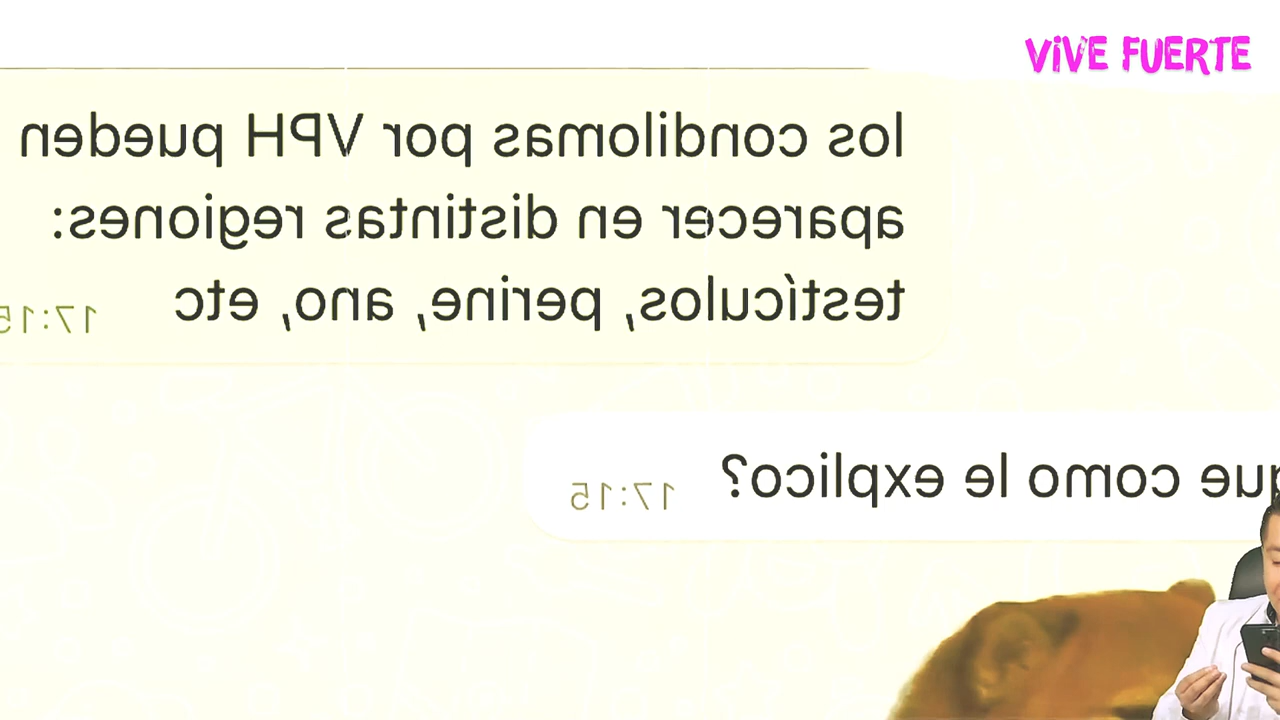 VIVE FUERTE
los condilomas por VPH pueden
aparecer en distintas regiones:
testículos, perine, ano, etc
17:15
que como le explico?
17:15